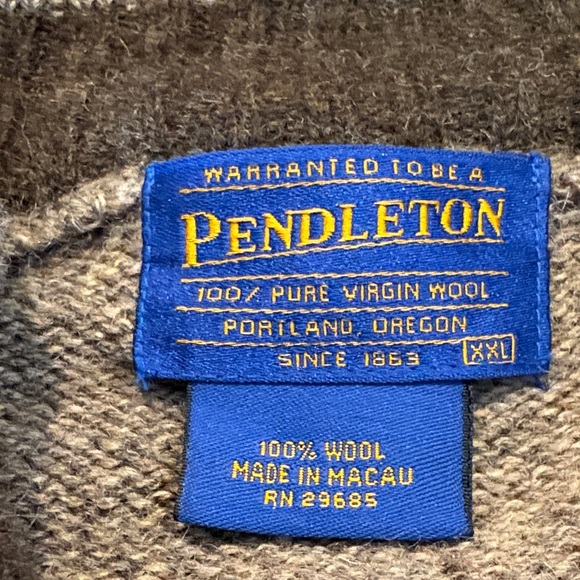 WARRANTED TO BE A
PENDLETON
100% PURE VIRGIN WOOL
PORTLAND, OREGON
SINCE 1863 XXL
100% WOOL
MADE IN MACAU
RN 29685